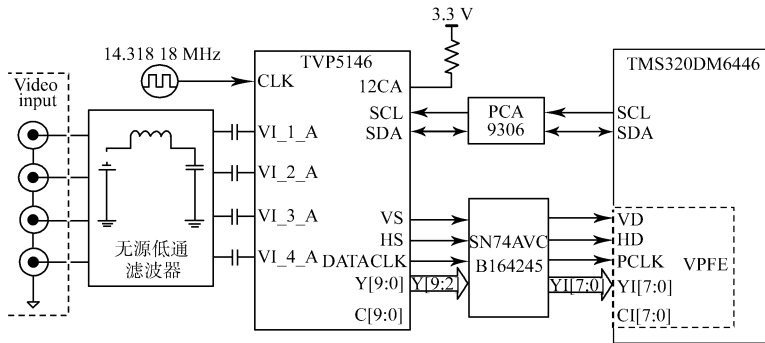 3.3 V
14.318 18 MHz
TVP5146
TMS320DM6446
Video
input
CLK
12CA
SCL
SDA
PCA
9306
SCL
SDA
VI_1_A
VI_2_A
VI_3_A
VI_4_A
无源低通
滤波器
VS
HS
DATACLK
Y[9:0]
C[9:0]
Y[9:2
SN74AVC
B164245
YI[7:0]
VD
HD
PCLK
YI[7:0]
CI[7:0]
VPFE